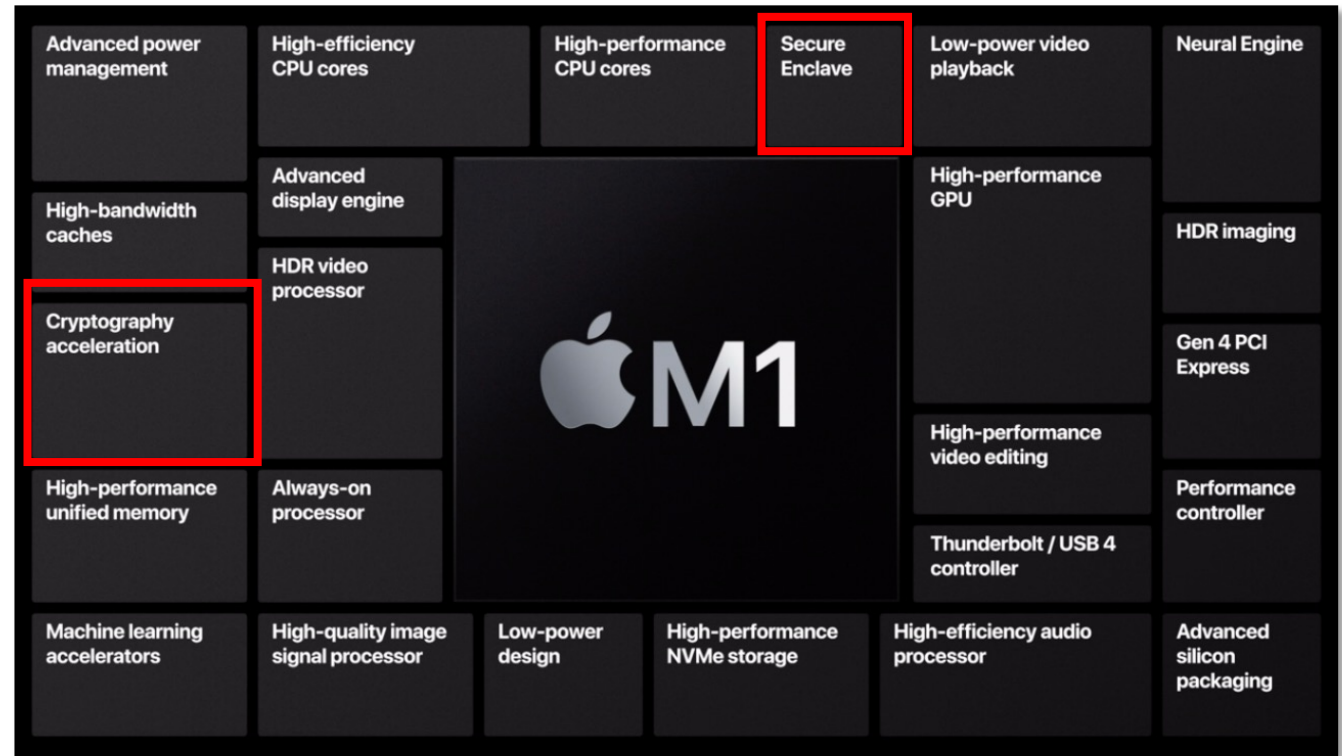 Advanced power
management
High-efficiency
CPU cores
High-performance
CPU cores
Secure
Enclave
Low-power video
playback
Neural Engine
High-bandwidth
caches
Advanced
display engine
High-performance
GPU
HDR imaging
HDR video
processor
Cryptography
acceleration
M1
Gen 4 PCI
Express
High-performance
video editing
High-performance
unified memory
Always-on
processor
Performance
controller
Thunderbolt / USB 4
controller
Machine learning
accelerators
High-quality image
signal processor
Low-power
design
High-performance
NVMe storage
High-efficiency audio
processor
Advanced
silicon
packaging